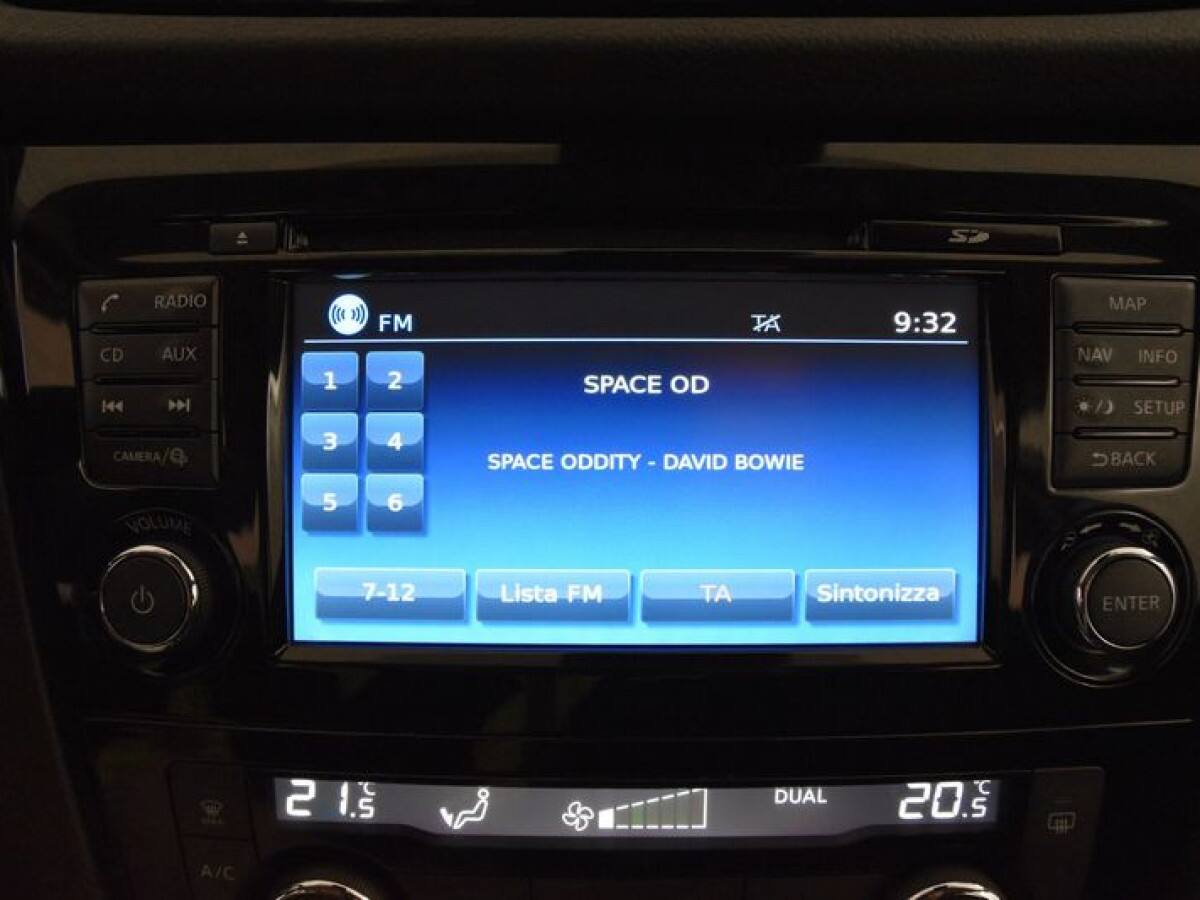 SD
RADIO
CD AUX
CAMERA/
VOLUME
FM TA 9:32
1 2
SPACE OD
3 4
SPACE ODDITY - DAVID BOWIE
5 6
7-12 Lista FM TA Sintonizza
MAP
NAV INFO
SETUP
BACK
ENTER
21.5°C DUAL 20.5°C
A/C